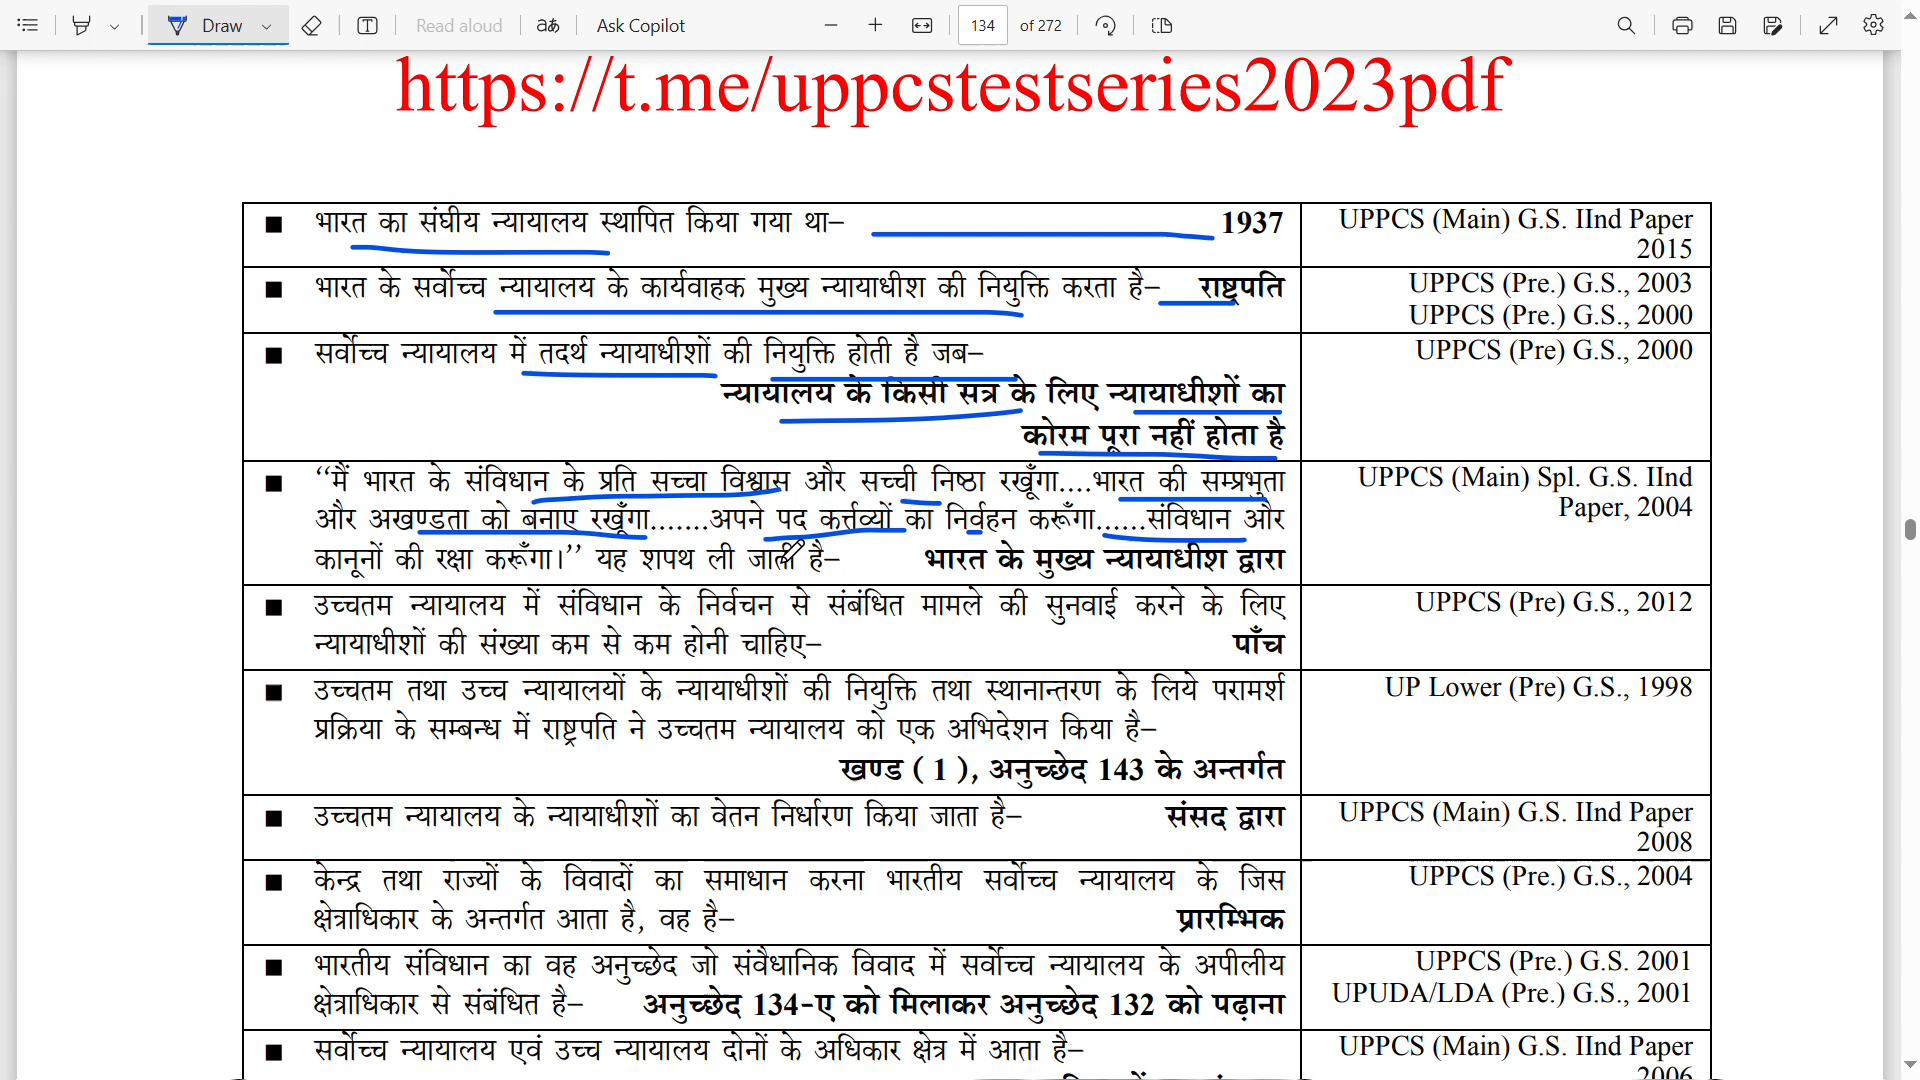 Draw
Read aloud
Ask Copilot
134
of 272
https://t.me/uppcstestseries2023pdf
■ भारत का संघीय न्यायालय स्थापित किया गया था– 1937
UPPCS (Main) G.S. IInd Paper
2015
■ भारत के सर्वोच्च न्यायालय के कार्यवाहक मुख्य न्यायाधीश की नियुक्ति करता है– राष्ट्रपति
UPPCS (Pre.) G.S., 2003
UPPCS (Pre.) G.S., 2000
■ सर्वोच्च न्यायालय में तदर्थ न्यायाधीशों की नियुक्ति होती है जब–
न्यायालय के किसी सत्र के लिए न्यायाधीशों का
कोरम पूरा नहीं होता है
UPPCS (Pre) G.S., 2000
■ ‘‘मैं भारत के संविधान के प्रति सच्चा विश्वास और सच्ची निष्ठा रखूँगा....भारत की सम्प्रभुता
और अखण्डता को बनाए रखूँगा.......अपने पद कर्त्तव्यों का निर्वहन करूँगा......संविधान और
कानूनों की रक्षा करूँगा।’’ यह शपथ ली जाती है– भारत के मुख्य न्यायाधीश द्वारा
UPPCS (Main) Spl. G.S. IInd
Paper, 2004
■ उच्चतम न्यायालय में संविधान के निर्वचन से संबंधित मामले की सुनवाई करने के लिए
न्यायाधीशों की संख्या कम से कम होनी चाहिए– पाँच
UPPCS (Pre) G.S., 2012
■ उच्चतम तथा उच्च न्यायालयों के न्यायाधीशों की नियुक्ति तथा स्थानान्तरण के लिये परामर्श
प्रक्रिया के सम्बन्ध में राष्ट्रपति ने उच्चतम न्यायालय को एक अभिदेशन किया है–
खण्ड ( 1 ), अनुच्छेद 143 के अन्तर्गत
UP Lower (Pre) G.S., 1998
■ उच्चतम न्यायालय के न्यायाधीशों का वेतन निर्धारण किया जाता है– संसद द्वारा
UPPCS (Main) G.S. IInd Paper
2008
■ केन्द्र तथा राज्यों के विवादों का समाधान करना भारतीय सर्वोच्च न्यायालय के जिस
क्षेत्राधिकार के अन्तर्गत आता है, वह है– प्रारम्भिक
UPPCS (Pre.) G.S., 2004
■ भारतीय संविधान का वह अनुच्छेद जो संवैधानिक विवाद में सर्वोच्च न्यायालय के अपीलीय
क्षेत्राधिकार से संबंधित है– अनुच्छेद 134-ए को मिलाकर अनुच्छेद 132 को पढ़ाना
UPPCS (Pre.) G.S. 2001
UPUDA/LDA (Pre.) G.S., 2001
■ सर्वोच्च न्यायालय एवं उच्च न्यायालय दोनों के अधिकार क्षेत्र में आता है–
UPPCS (Main) G.S. IInd Paper
2006